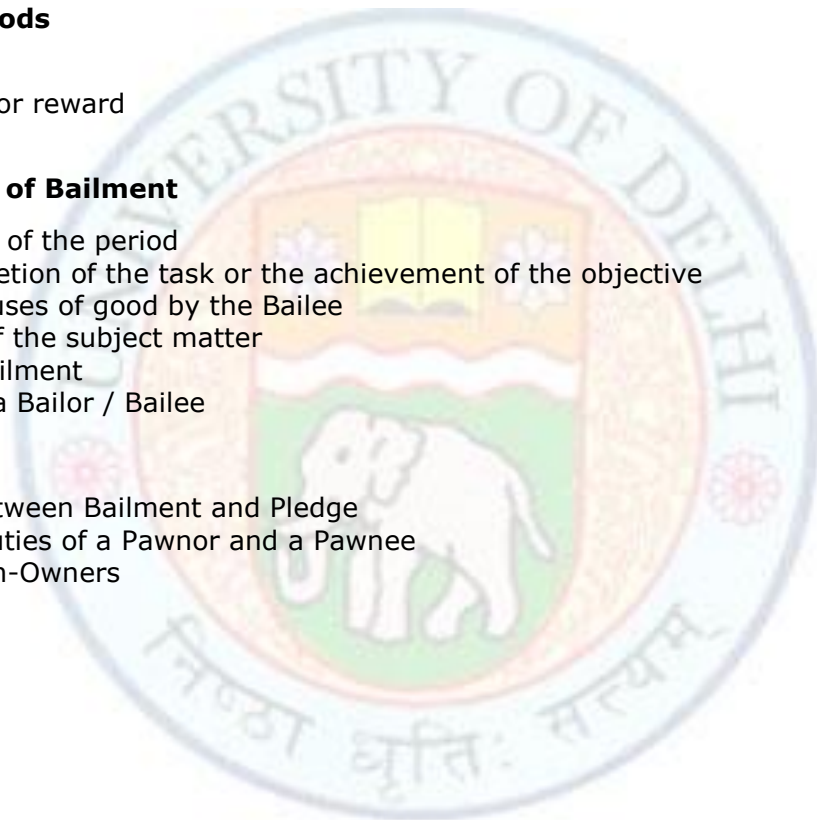 ods
or reward
of Bailment
of the period
etion of the task or the achievement of the objective
uses of good by the Bailee
f the subject matter
ilment
a Bailor / Bailee
tween Bailment and Pledge
uties of a Pawnor and a Pawnee
n-Owners
UNIVERSITY OF DELHI
निष्ठा धृतिः सत्यम्